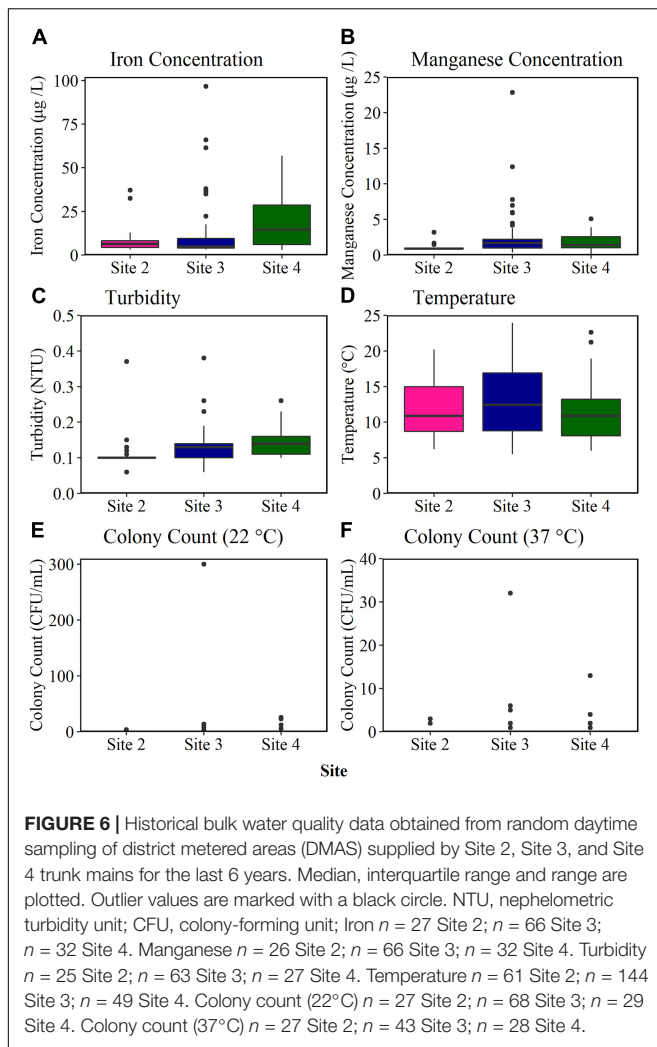 A
Iron Concentration
Iron Concentration (µg /L)
100
75
50
25
0
Site 2 Site 3 Site 4
B
Manganese Concentration
Manganese Concentration (µg /L)
25
20
15
10
5
0
Site 2 Site 3 Site 4
C
Turbidity
Turbidity (NTU)
0.5
0.4
0.3
0.2
0.1
0.0
Site 2 Site 3 Site 4
D
Temperature
Temperature (°C)
25
20
15
10
5
0
Site 2 Site 3 Site 4
E
Colony Count (22 °C)
Colony Count (CFU/mL)
300
200
100
0
Site 2 Site 3 Site 4
F
Colony Count (37 °C)
Colony Count (CFU/mL)
40
30
20
10
0
Site 2 Site 3 Site 4
Site
FIGURE 6 | Historical bulk water quality data obtained from random daytime
sampling of district metered areas (DMAS) supplied by Site 2, Site 3, and Site
4 trunk mains for the last 6 years. Median, interquartile range and range are
plotted. Outlier values are marked with a black circle. NTU, nephelometric
turbidity unit; CFU, colony-forming unit; Iron n = 27 Site 2; n = 66 Site 3;
n = 32 Site 4. Manganese n = 26 Site 2; n = 66 Site 3; n = 32 Site 4. Turbidity
n = 25 Site 2; n = 63 Site 3; n = 27 Site 4. Temperature n = 61 Site 2; n = 144
Site 3; n = 49 Site 4. Colony count (22°C) n = 27 Site 2; n = 68 Site 3; n = 29
Site 4. Colony count (37°C) n = 27 Site 2; n = 43 Site 3; n = 28 Site 4.